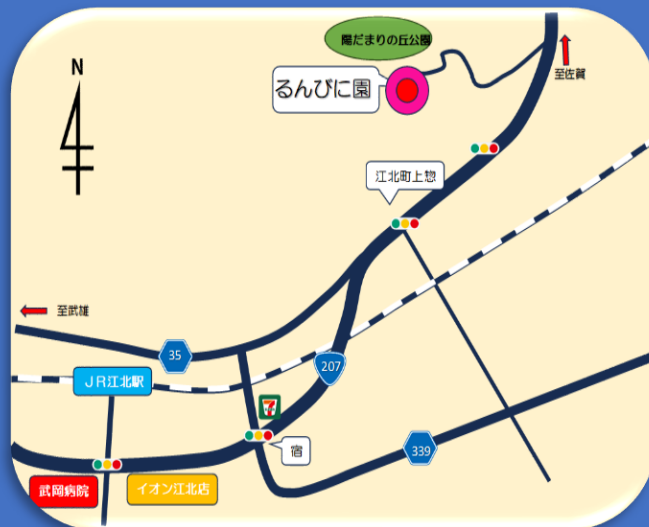 陽だまりの丘公園
N
るんびに園
至佐賀
江北町上惣
至武雄
35
207
JR江北駅
7
宿
339
武岡病院
イオン江北店